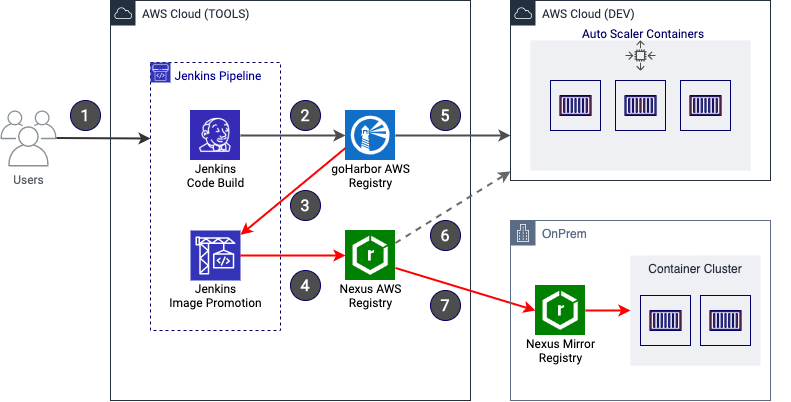 AWS Cloud (TOOLS)
AWS Cloud (DEV)
Auto Scaler Containers
Jenkins Pipeline
1
2
5
Users
Jenkins
Code Build
goHarbor AWS
Registry
3
6
OnPrem
4
7
Jenkins
Image Promotion
r
Nexus AWS
Registry
Container Cluster
r
Nexus Mirror
Registry